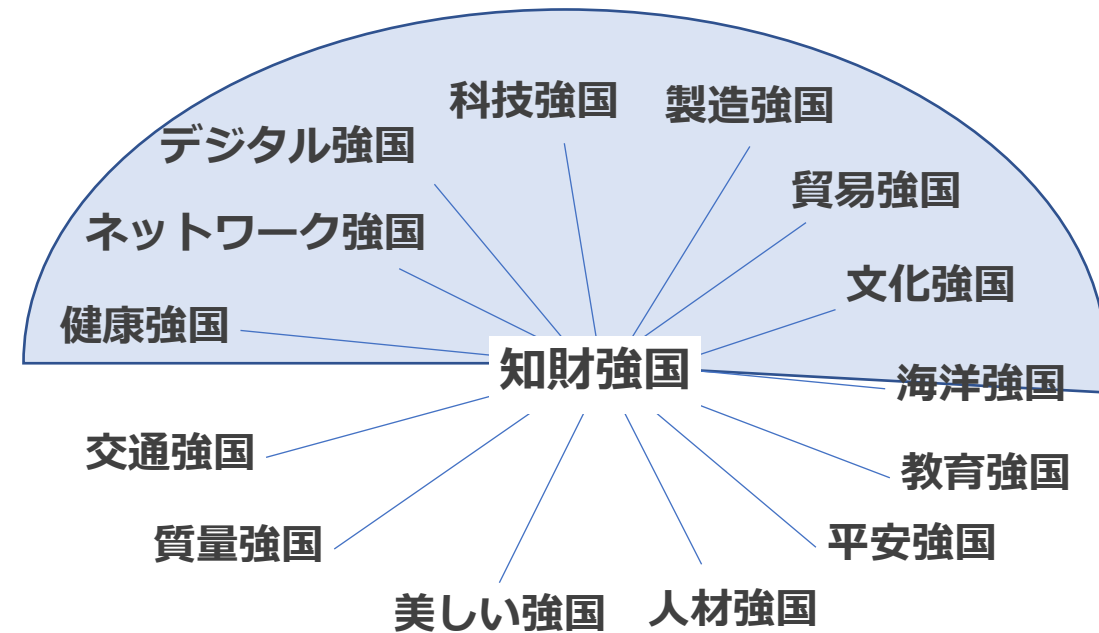 科技強国
製造強国
デジタル強国
貿易強国
ネットワーク強国
文化強国
健康強国
知財強国
海洋強国
交通強国
教育強国
質量強国
平安強国
美しい強国
人材強国